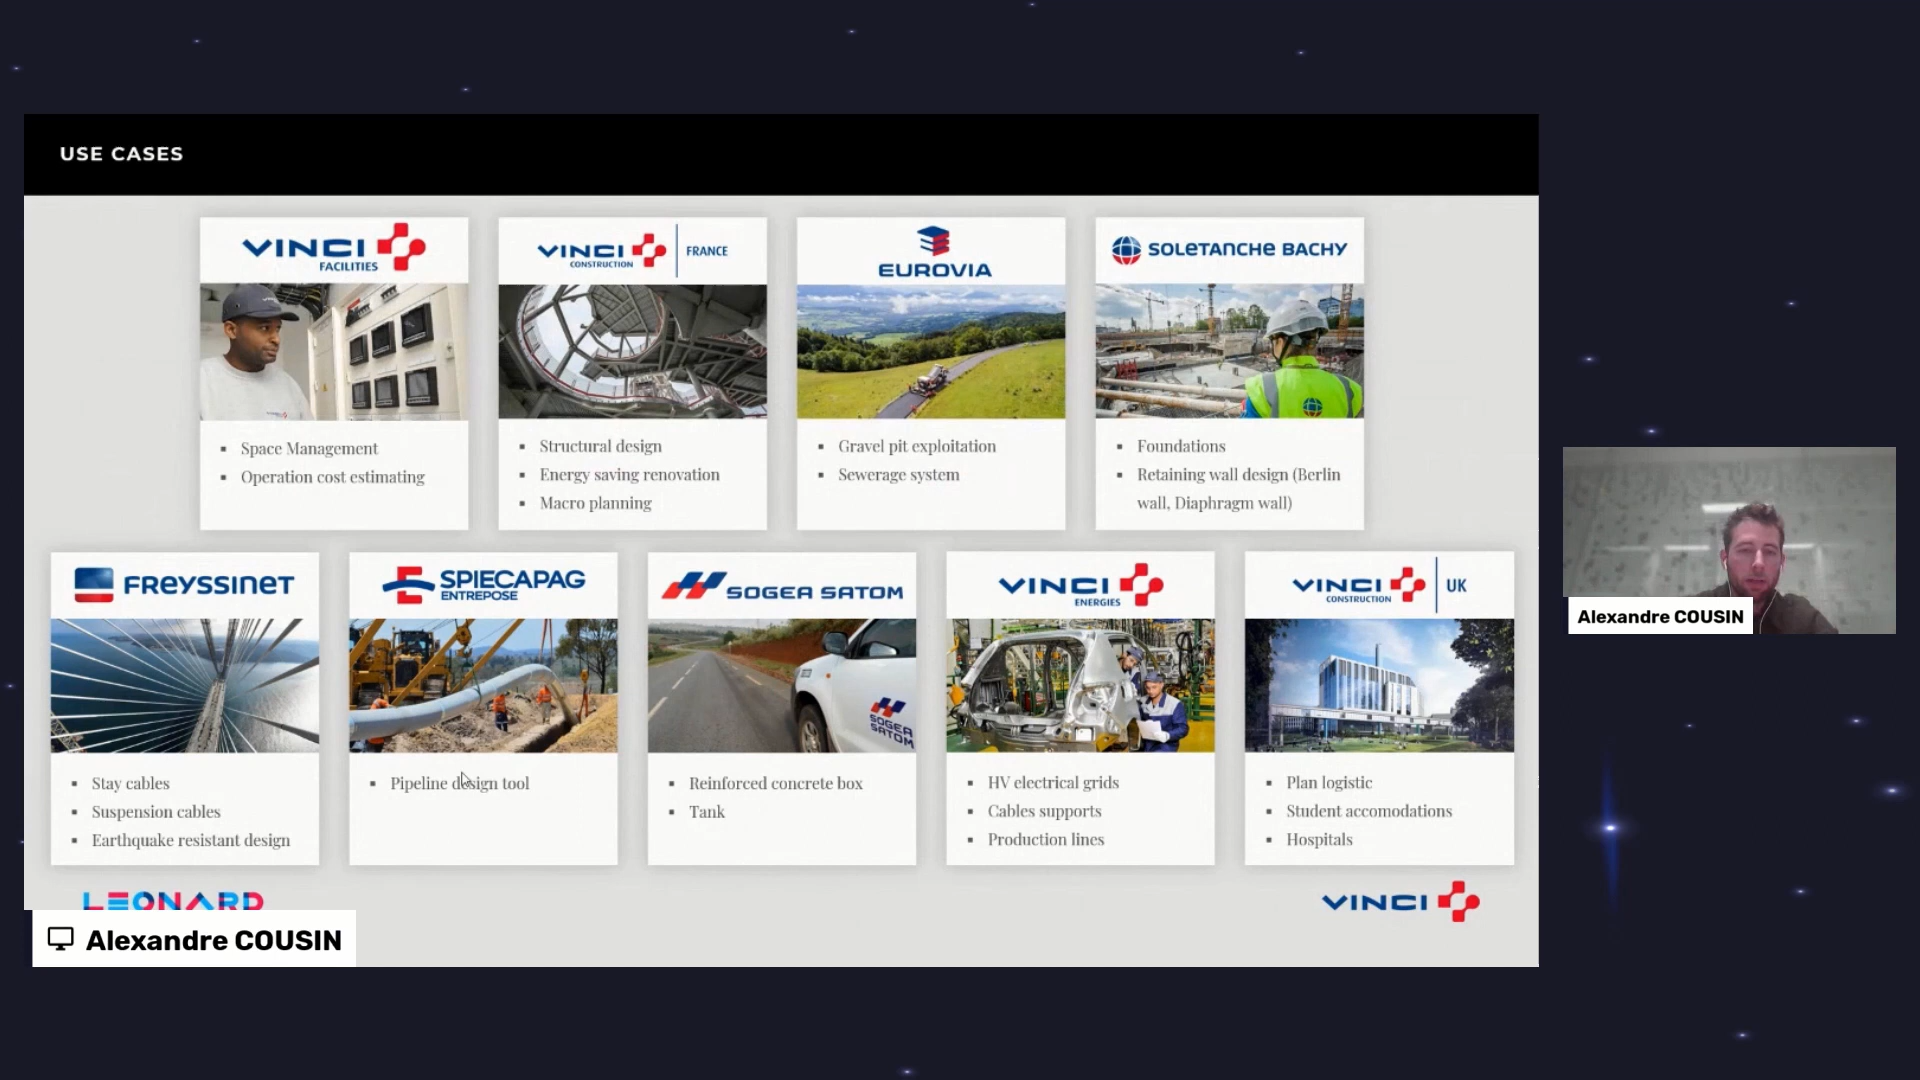 USE CASES
VINCI
FACILITIES
VINCI
CONSTRUCTION
FRANCE
EUROVIA
SOLETANCHE BACHY
▪ Space Management
▪ Operation cost estimating
▪ Structural design
▪ Energy saving renovation
▪ Macro planning
▪ Gravel pit exploitation
▪ Sewerage system
▪ Foundations
▪ Retaining wall design (Berlin
wall, Diaphragm wall)
FREYSSINET
SPIECAPAG
ENTREPOSE
SOGEA SATOM
VINCI
ENERGIES
VINCI
CONSTRUCTION
UK
SOGEA
SATOM
▪ Stay cables
▪ Suspension cables
▪ Earthquake resistant design
▪ Pipeline design tool
▪ Reinforced concrete box
▪ Tank
▪ HV electrical grids
▪ Cables supports
▪ Production lines
▪ Plan logistic
▪ Student accomodations
▪ Hospitals
LEONARD
VINCI
Alexandre COUSIN
Alexandre COUSIN